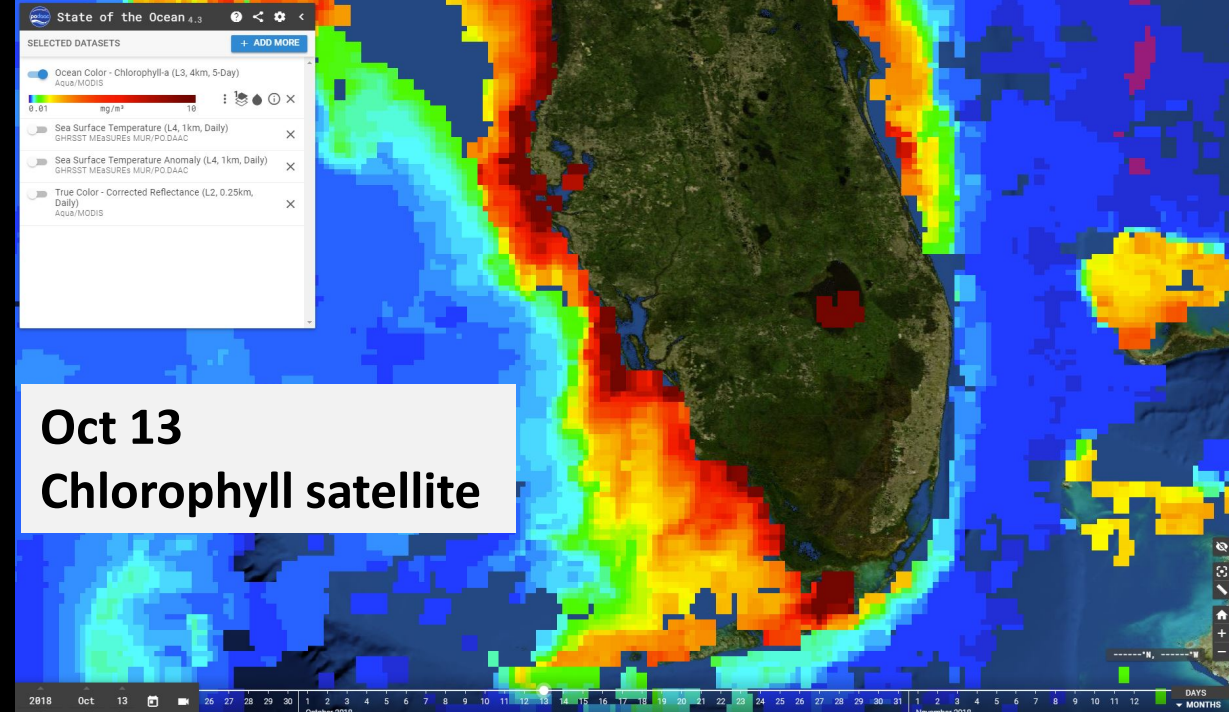 podaac State of the Ocean 4.3
SELECTED DATASETS
+ ADD MORE
Ocean Color - Chlorophyll-a (L3, 4km, 5-Day)
Aqua/MODIS
0.01 mg/m³ 10
1
Sea Surface Temperature (L4, 1km, Daily)
GHRSST MEaSUREs MUR/PO.DAAC
Sea Surface Temperature Anomaly (L4, 1km, Daily)
GHRSST MEaSUREs MUR/PO.DAAC
True Color - Corrected Reflectance (L2, 0.25km,
Daily)
Aqua/MODIS
Oct 13
Chlorophyll satellite
------°N, ------°W
2018 Oct 13
26 27 28 29 30 1 2 3 4 5 6 7 8 9 10 11 12 13 14 15 16 17 18 19 20 21 22 23 24 25 26 27 28 29 30 31 1 2 3 4 5 6 7 8 9 10 11 12
October 2018 November 2018
DAYS
MONTHS